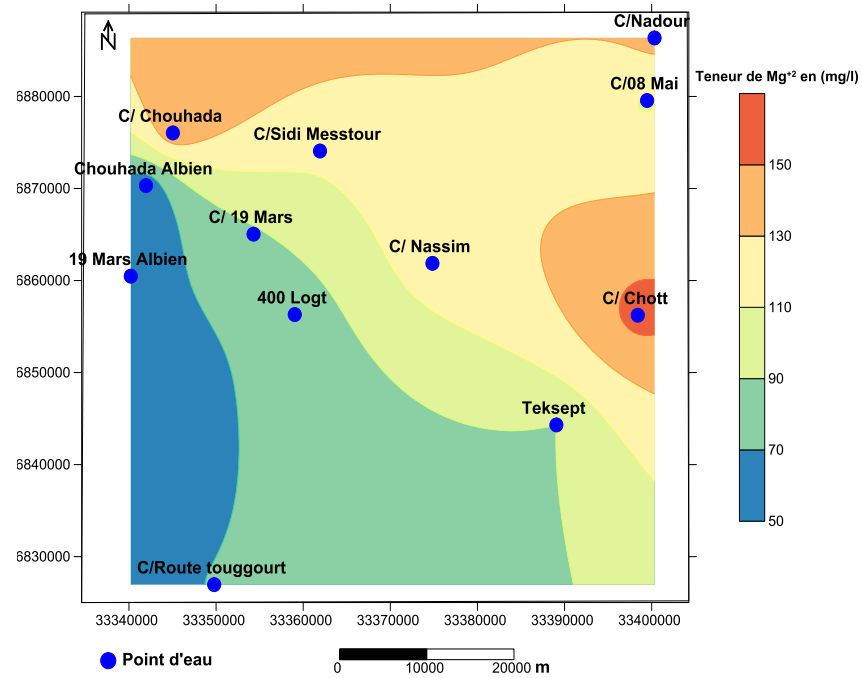 C/Nadour
N
Teneur de Mg+2 en (mg/l)
C/08 Mai
6880000
C/ Chouhada
C/Sidi Messtour
150
Chouhada Albien
6870000
C/ 19 Mars
130
C/ Nassim
19 Mars Albien
6860000
400 Logt
C/ Chott
110
6850000
90
Teksept
70
6840000
50
6830000
C/Route touggourt
33340000 33350000 33360000 33370000 33380000 33390000 33400000
Point d'eau
0 10000 20000 m